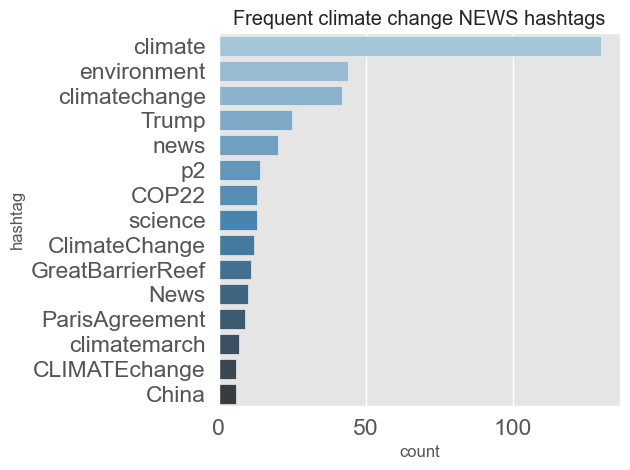 Frequent climate change NEWS hashtags
climate
environment
climatechange
Trump
news
p2
COP22
science
ClimateChange
GreatBarrierReef
News
ParisAgreement
climatemarch
CLIMATEchange
China
hashtag
0 50 100
count